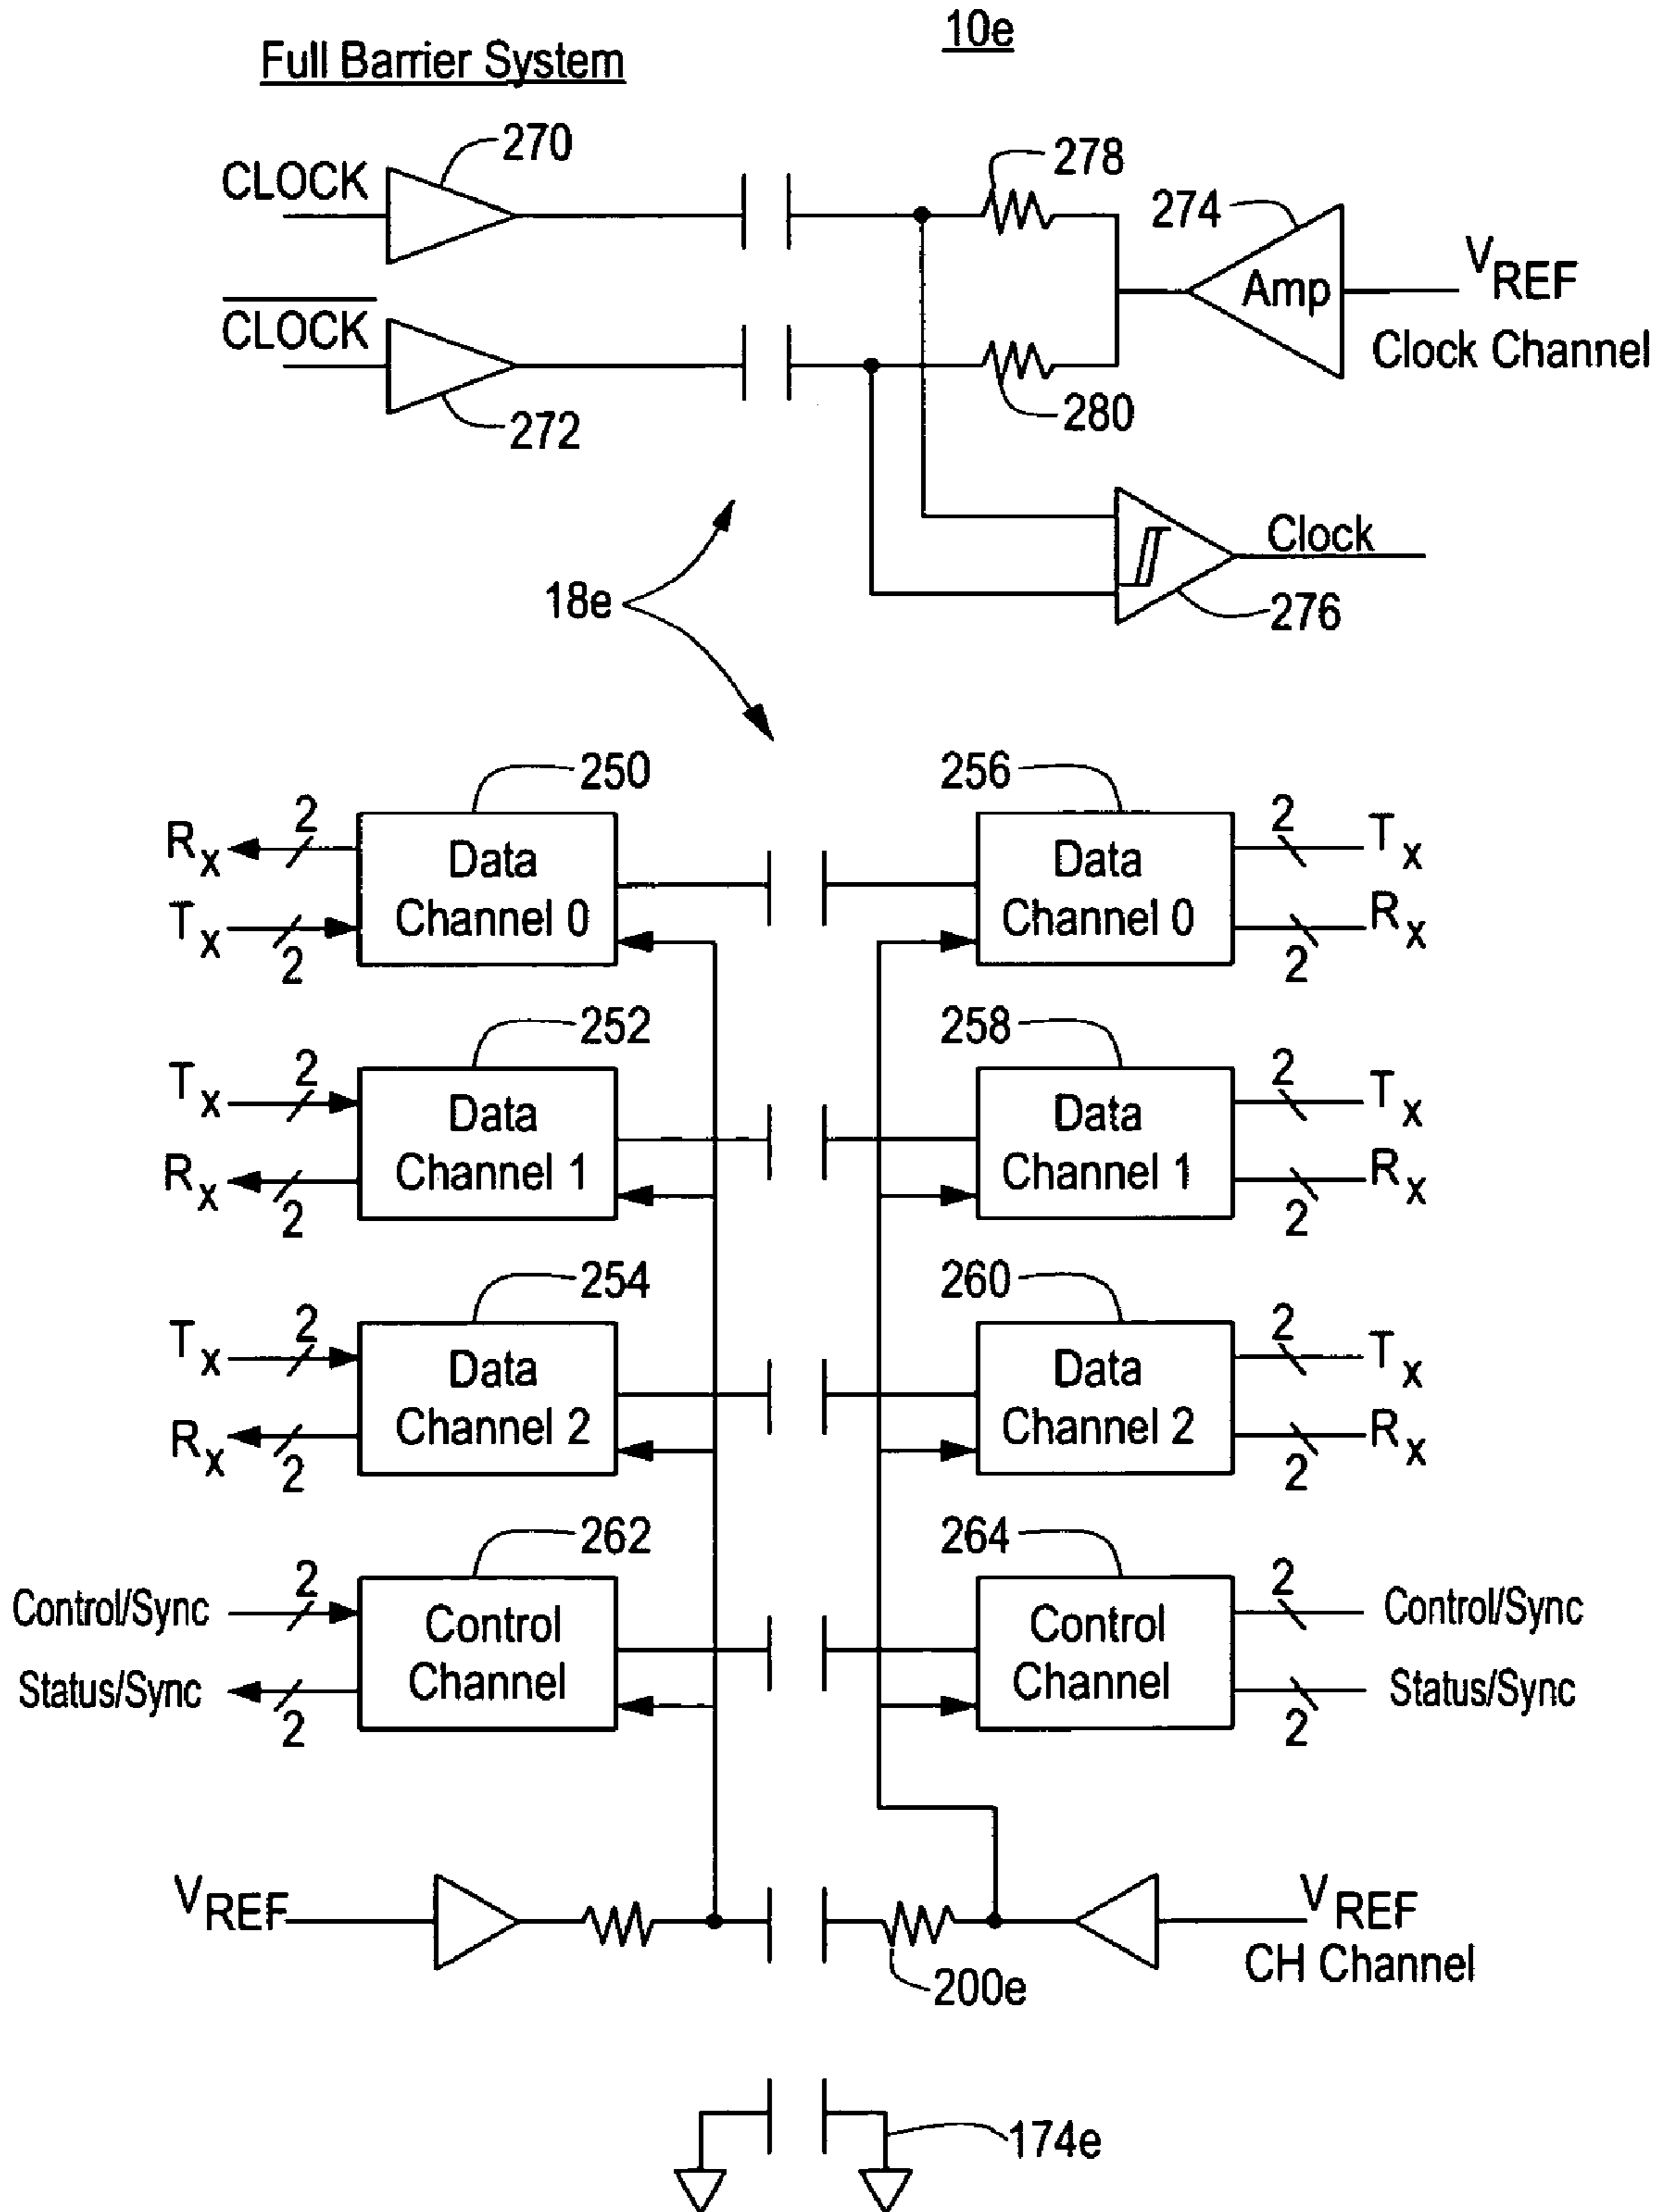 10e
Full Barrier System
270
278
CLOCK
274
V REF
Amp
CLOCK
Clock Channel
272
280
Clock
18e
276
250
256
Rx
2
Data Channel 0
Data Channel 0
2
Tx
Tx
2
2
Rx
252
258
Tx
2
Data Channel 1
Data Channel 1
2
Tx
Rx
2
2
Rx
254
260
Tx
2
Data Channel 2
Data Channel 2
2
Tx
Rx
2
2
Rx
262
264
Control/Sync
2
Control Channel
Control Channel
2
Control/Sync
Status/Sync
2
2
Status/Sync
V REF
V REF
CH Channel
200e
174e